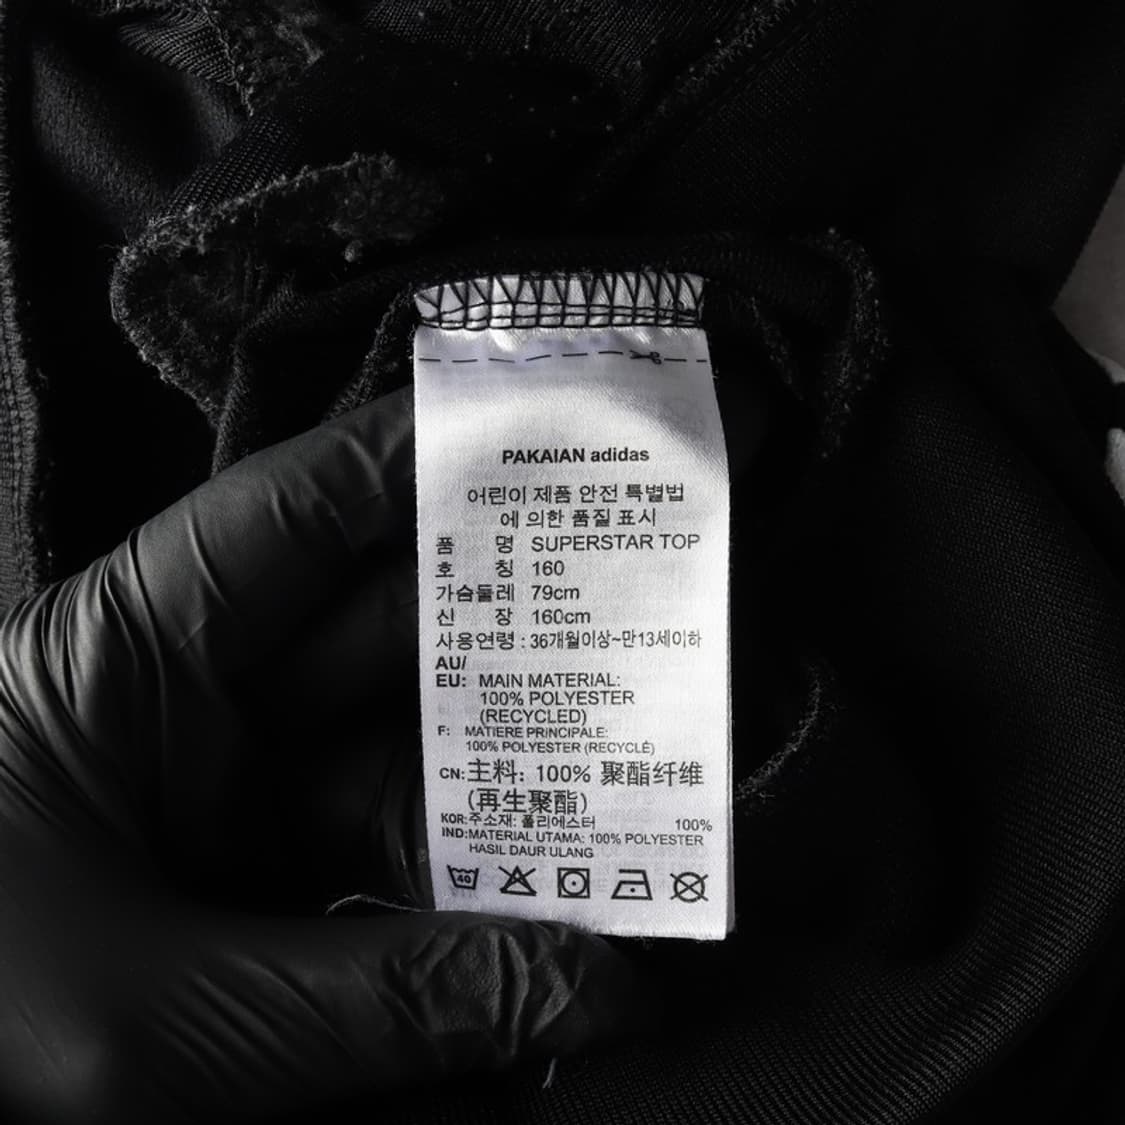 PAKAIAN adidas
어린이 제품 안전 특별법
에 의한 품질 표시
품 명 SUPERSTAR TOP
호 칭 160
가슴둘레 79cm
신 장 160cm
사용연령 : 36개월이상~만13세이하
AU/
EU: MAIN MATERIAL:
100% POLYESTER
(RECYCLED)
F: MATIERE PRINCIPALE:
100% POLYESTER (RECYCLÉ)
CN: 主料: 100% 聚酯纤维
(再生聚酯)
KOR: 주소재: 폴리에스터 100%
IND: MATERIAL UTAMA: 100% POLYESTER
HASIL DAUR ULANG
40